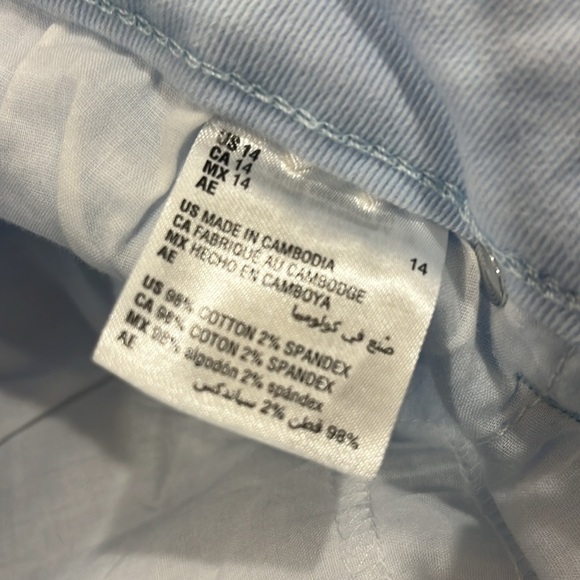 US 14
CA 14
MX 14
AE 14
US MADE IN CAMBODIA
CA FABRIQUÉ AU CAMBODGE
MX HECHO EN CAMBOYA
AE صنع في كولومبيا
US 98% COTTON 2% SPANDEX
CA 98% COTON 2% SPANDEX
MX 98% algodón 2% spándex
AE 98% قطن 2% سباندكس